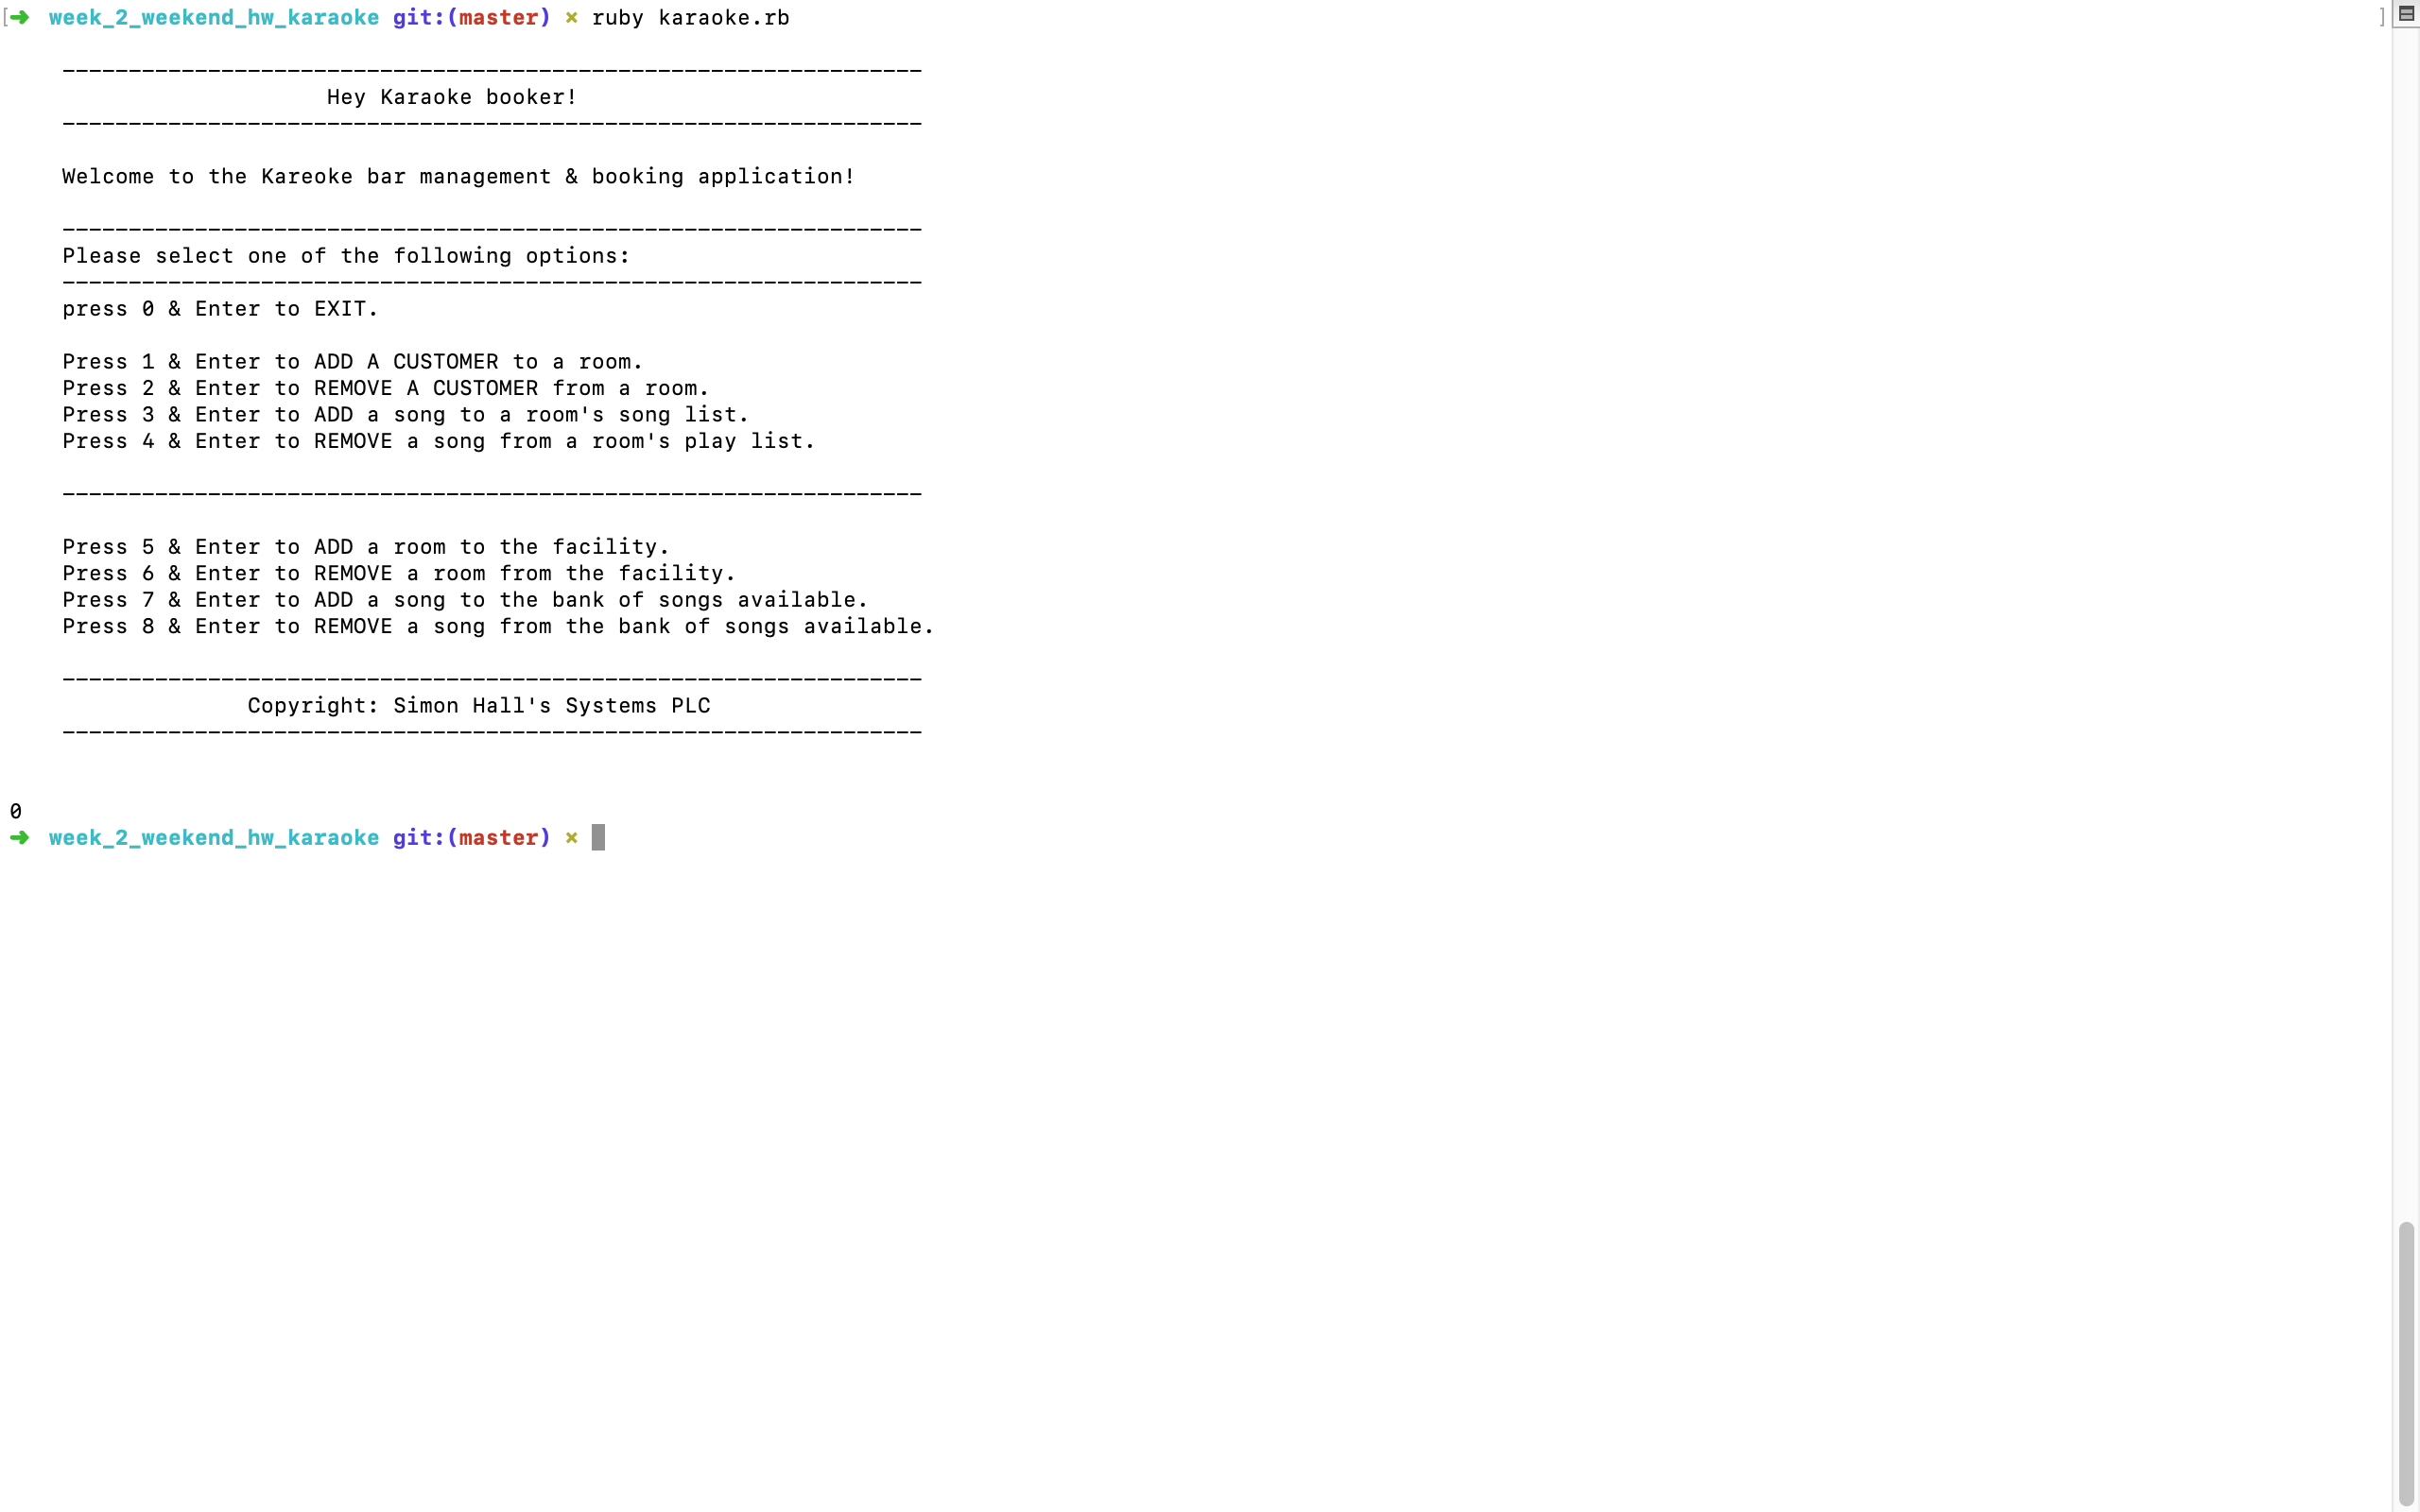 [➜ week_2_weekend_hw_karaoke git:(master) ✗ ruby karaoke.rb ]
-----------------------------------------------------------------
Hey Karaoke booker!
-----------------------------------------------------------------
Welcome to the Kareoke bar management & booking application!
-----------------------------------------------------------------
Please select one of the following options:
-----------------------------------------------------------------
press 0 & Enter to EXIT.
Press 1 & Enter to ADD A CUSTOMER to a room.
Press 2 & Enter to REMOVE A CUSTOMER from a room.
Press 3 & Enter to ADD a song to a room's song list.
Press 4 & Enter to REMOVE a song from a room's play list.
-----------------------------------------------------------------
Press 5 & Enter to ADD a room to the facility.
Press 6 & Enter to REMOVE a room from the facility.
Press 7 & Enter to ADD a song to the bank of songs available.
Press 8 & Enter to REMOVE a song from the bank of songs available.
-----------------------------------------------------------------
Copyright: Simon Hall's Systems PLC
-----------------------------------------------------------------
0
➜ week_2_weekend_hw_karaoke git:(master) ✗